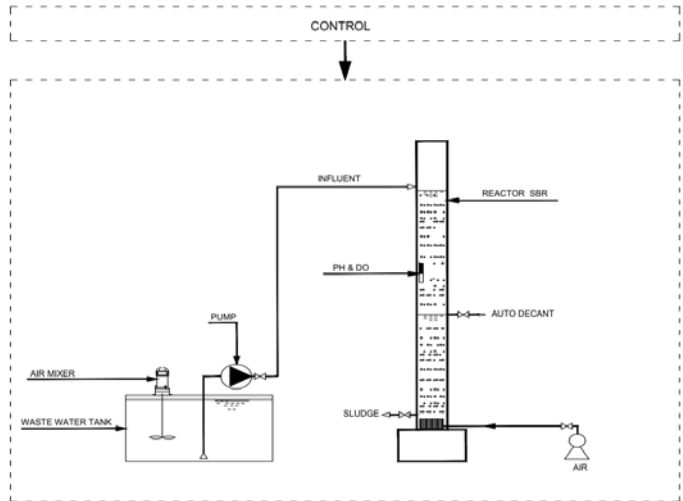 CONTROL
INFLUENT
REACTOR SBR
PH & DO
AUTO DECANT
PUMP
AIR MIXER
SLUDGE
WASTE WATER TANK
AIR